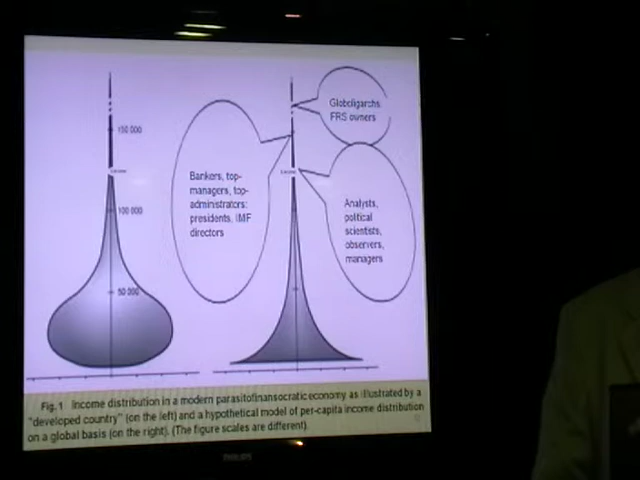 Globoligarchs
FRS owners
150 000
Bankers, top-
managers, top-
administrators:
presidents, IMF
directors
100 000
Analysts,
political
scientists,
observers,
managers
50 000
Fig.1 Income distribution in a modern parasitofinansocratic economy as illustrated by a
"developed country" (on the left) and a hypothetical model of per-capita income distribution
on a global basis (on the right). (The figure scales are different).
PHILIPS